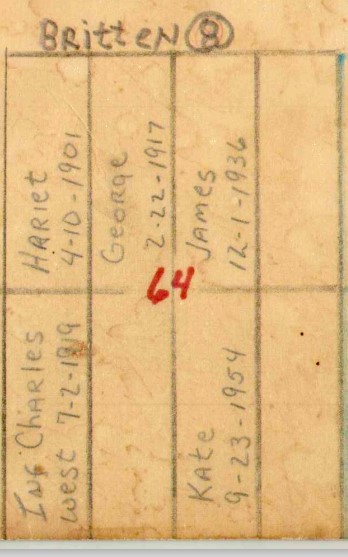 Britten 8
Hariet
4-10-1901
George
2-22-1917
James
12-1-1936
64
Inf Charles
West 7-2-1919
Kate
9-23-1954